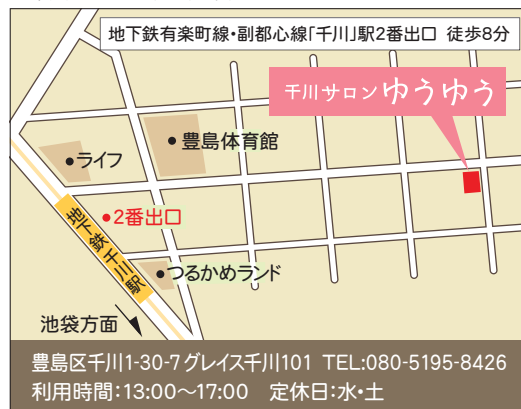 地下鉄有楽町線・副都心線「千川」駅2番出口 徒歩8分
千川サロンゆうゆう
豊島体育館
ライフ
2番出口
地下鉄千川駅
つるかめランド
池袋方面
豊島区千川1-30-7グレイス千川101 TEL:080-5195-8426
利用時間:13:00～17:00 定休日:水・土